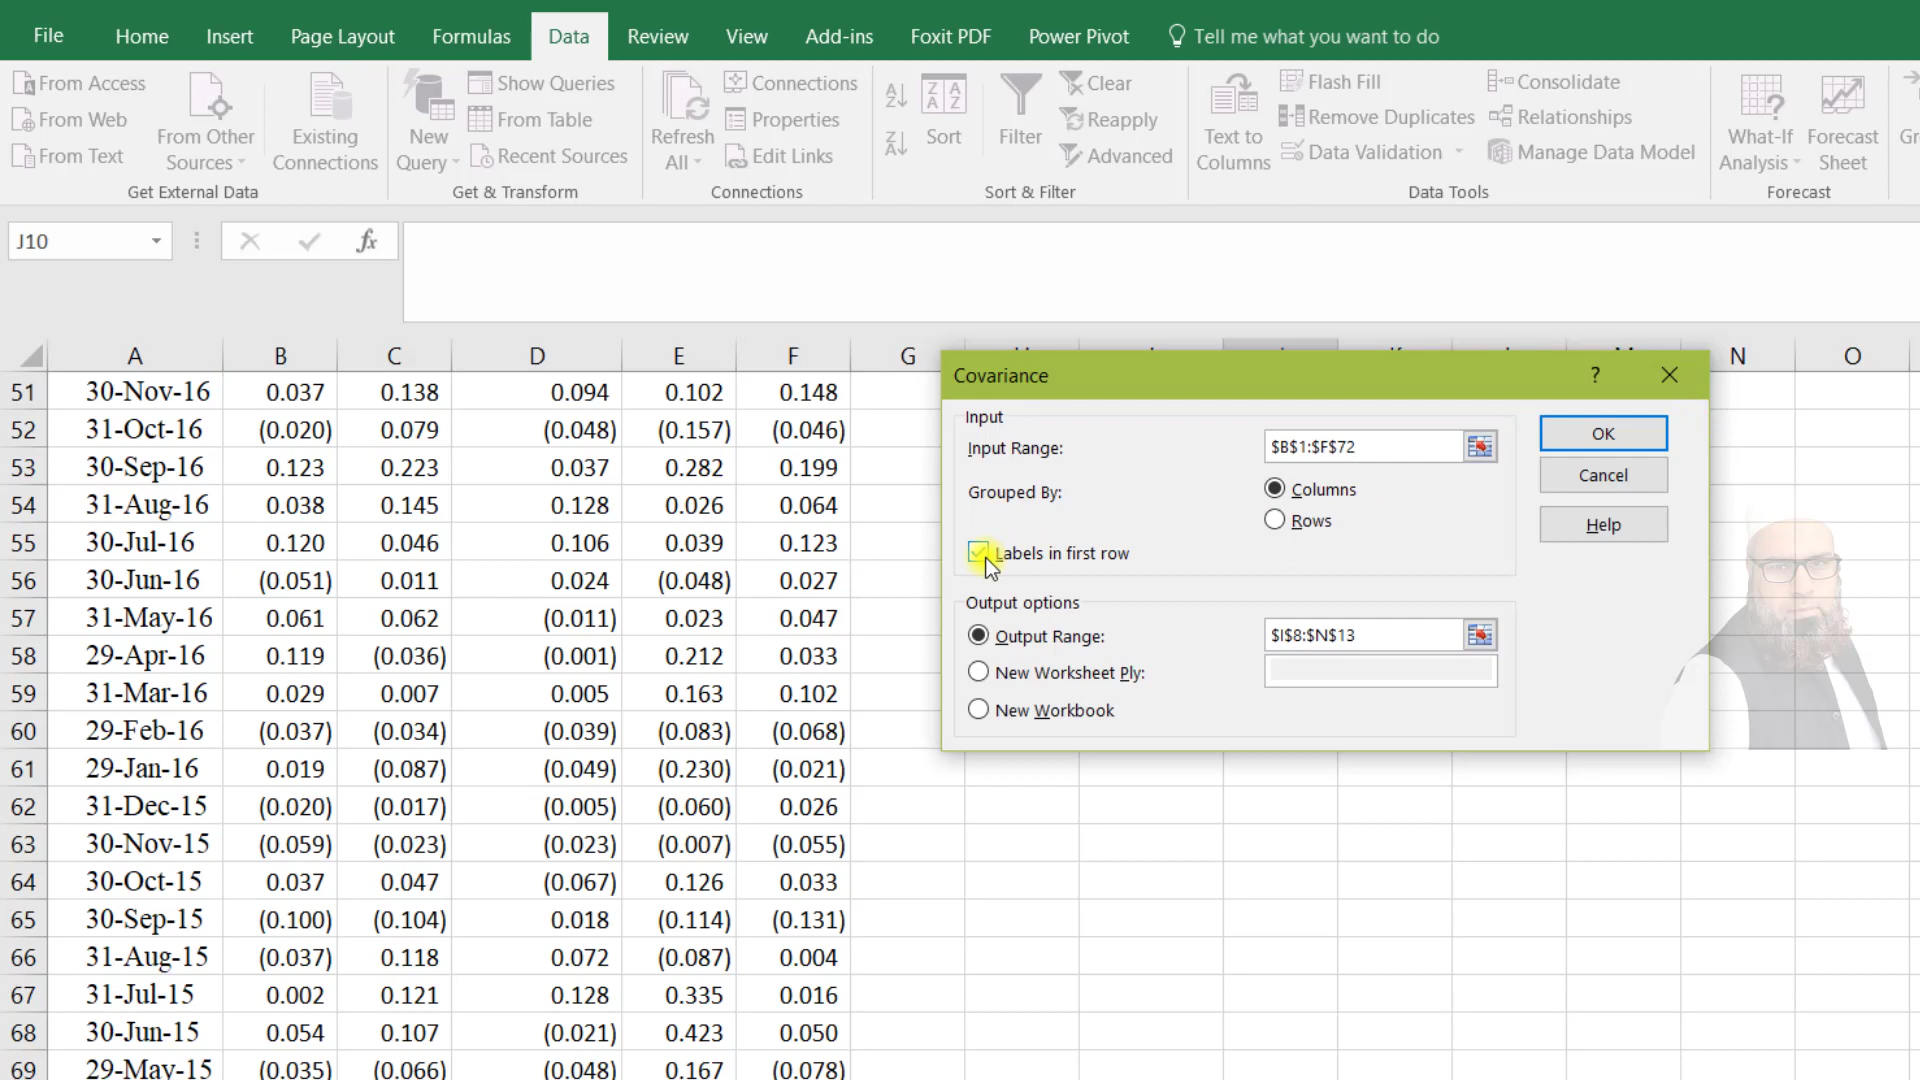 File Home Insert Page Layout Formulas Data Review View Add-ins Foxit PDF Power Pivot Tell me what you want to do
From Access
From Web
From Text
From Other Sources
Existing Connections
Get External Data
New Query
Show Queries
From Table
Recent Sources
Get & Transform
Refresh All
Connections
Properties
Edit Links
Connections
Sort
Filter
Clear
Reapply
Advanced
Sort & Filter
Text to Columns
Flash Fill
Remove Duplicates
Data Validation
Consolidate
Relationships
Manage Data Model
Data Tools
What-If Analysis
Forecast Sheet
Forecast
J10 fx
A B C D E F G N O
51 30-Nov-16 0.037 0.138 0.094 0.102 0.148
52 31-Oct-16 (0.020) 0.079 (0.048) (0.157) (0.046)
53 30-Sep-16 0.123 0.223 0.037 0.282 0.199
54 31-Aug-16 0.038 0.145 0.128 0.026 0.064
55 30-Jul-16 0.120 0.046 0.106 0.039 0.123
56 30-Jun-16 (0.051) 0.011 0.024 (0.048) 0.027
57 31-May-16 0.061 0.062 (0.011) 0.023 0.047
58 29-Apr-16 0.119 (0.036) (0.001) 0.212 0.033
59 31-Mar-16 0.029 0.007 0.005 0.163 0.102
60 29-Feb-16 (0.037) (0.034) (0.039) (0.083) (0.068)
61 29-Jan-16 0.019 (0.087) (0.049) (0.230) (0.021)
62 31-Dec-15 (0.020) (0.017) (0.005) (0.060) 0.026
63 30-Nov-15 (0.059) (0.023) (0.023) (0.007) (0.055)
64 30-Oct-15 0.037 0.047 (0.067) 0.126 0.033
65 30-Sep-15 (0.100) (0.104) 0.018 (0.114) (0.131)
66 31-Aug-15 (0.037) 0.118 0.072 (0.087) 0.004
67 31-Jul-15 0.002 0.121 0.128 0.335 0.016
68 30-Jun-15 0.054 0.107 (0.021) 0.423 0.050
69 29-May-15 (0.035) (0.066) (0.048) 0.167 (0.078)
Covariance ?
Input
Input Range: $B$1:$F$72
Grouped By: Columns
Rows
Labels in first row
Output options
Output Range: $I$8:$N$13
New Worksheet Ply:
New Workbook
OK
Cancel
Help